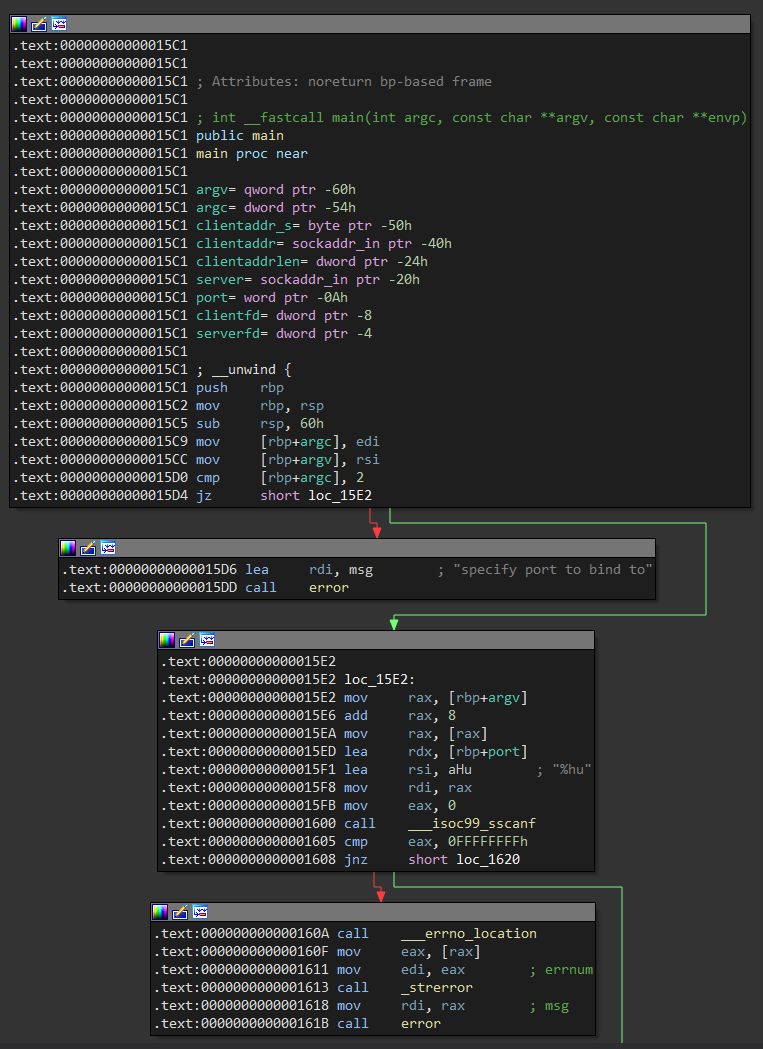 .text:00000000000015C1
.text:00000000000015C1
.text:00000000000015C1 ; Attributes: noreturn bp-based frame
.text:00000000000015C1
.text:00000000000015C1 ; int __fastcall main(int argc, const char **argv, const char **envp)
.text:00000000000015C1 public main
.text:00000000000015C1 main proc near
.text:00000000000015C1
.text:00000000000015C1 argv= qword ptr -60h
.text:00000000000015C1 argc= dword ptr -54h
.text:00000000000015C1 clientaddr_s= byte ptr -50h
.text:00000000000015C1 clientaddr= sockaddr_in ptr -40h
.text:00000000000015C1 clientaddrlen= dword ptr -24h
.text:00000000000015C1 server= sockaddr_in ptr -20h
.text:00000000000015C1 port= word ptr -0Ah
.text:00000000000015C1 clientfd= dword ptr -8
.text:00000000000015C1 serverfd= dword ptr -4
.text:00000000000015C1
.text:00000000000015C1 ; __unwind {
.text:00000000000015C1 push    rbp
.text:00000000000015C2 mov     rbp, rsp
.text:00000000000015C5 sub     rsp, 60h
.text:00000000000015C9 mov     [rbp+argc], edi
.text:00000000000015CC mov     [rbp+argv], rsi
.text:00000000000015D0 cmp     [rbp+argc], 2
.text:00000000000015D4 jz      short loc_15E2
.text:00000000000015D6 lea     rdi, msg        ; "specify port to bind to"
.text:00000000000015DD call    error
.text:00000000000015E2
.text:00000000000015E2 loc_15E2:
.text:00000000000015E2 mov     rax, [rbp+argv]
.text:00000000000015E6 add     rax, 8
.text:00000000000015EA mov     rax, [rax]
.text:00000000000015ED lea     rdx, [rbp+port]
.text:00000000000015F1 lea     rsi, aHu        ; "%hu"
.text:00000000000015F8 mov     rdi, rax
.text:00000000000015FB mov     eax, 0
.text:0000000000001600 call    ___isoc99_sscanf
.text:0000000000001605 cmp     eax, 0FFFFFFFFh
.text:0000000000001608 jnz     short loc_1620
.text:000000000000160A call    ___errno_location
.text:000000000000160F mov     eax, [rax]
.text:0000000000001611 mov     edi, eax        ; errnum
.text:0000000000001613 call    _strerror
.text:0000000000001618 mov     rdi, rax        ; msg
.text:000000000000161B call    error